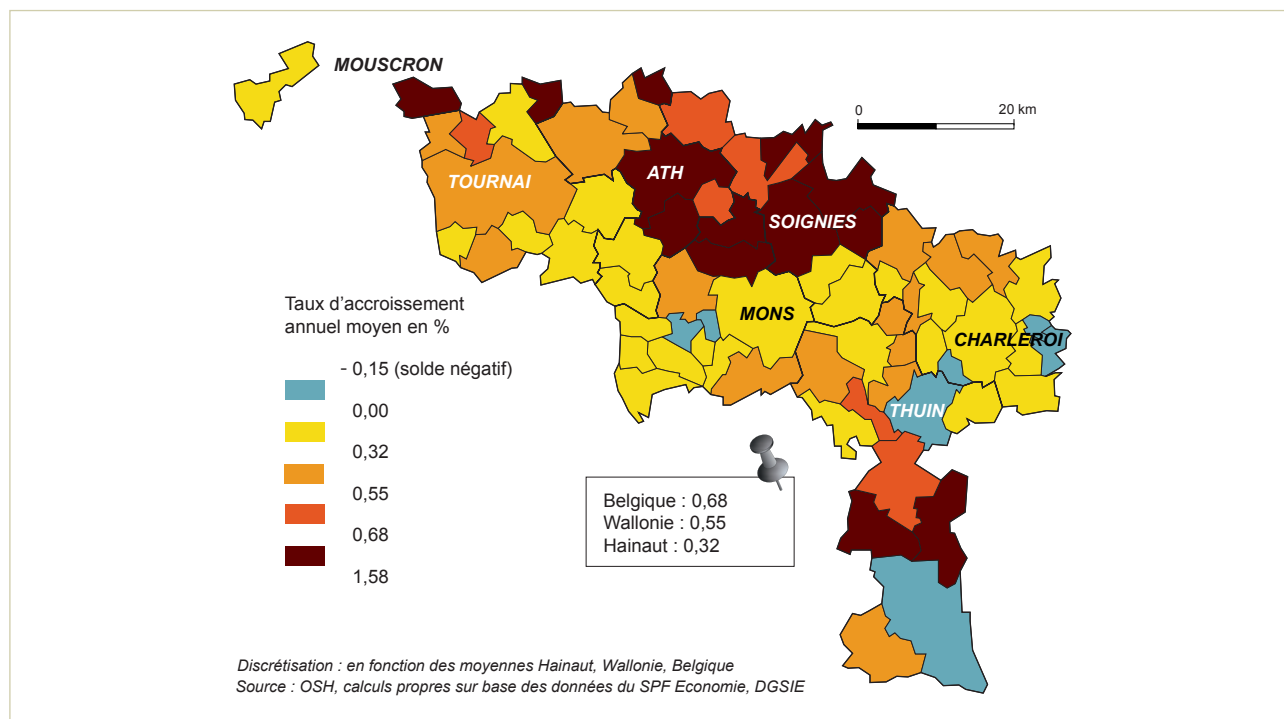 MOUSCRON
0 20 km
ATH
TOURNAI
SOIGNIES
MONS
CHARLEROI
THUIN
Taux d'accroissement
annuel moyen en %
- 0,15 (solde négatif)
0,00
0,32
0,55
0,68
1,58
Belgique : 0,68
Wallonie : 0,55
Hainaut : 0,32
Discrétisation : en fonction des moyennes Hainaut, Wallonie, Belgique
Source : OSH, calculs propres sur base des données du SPF Economie, DGSIE